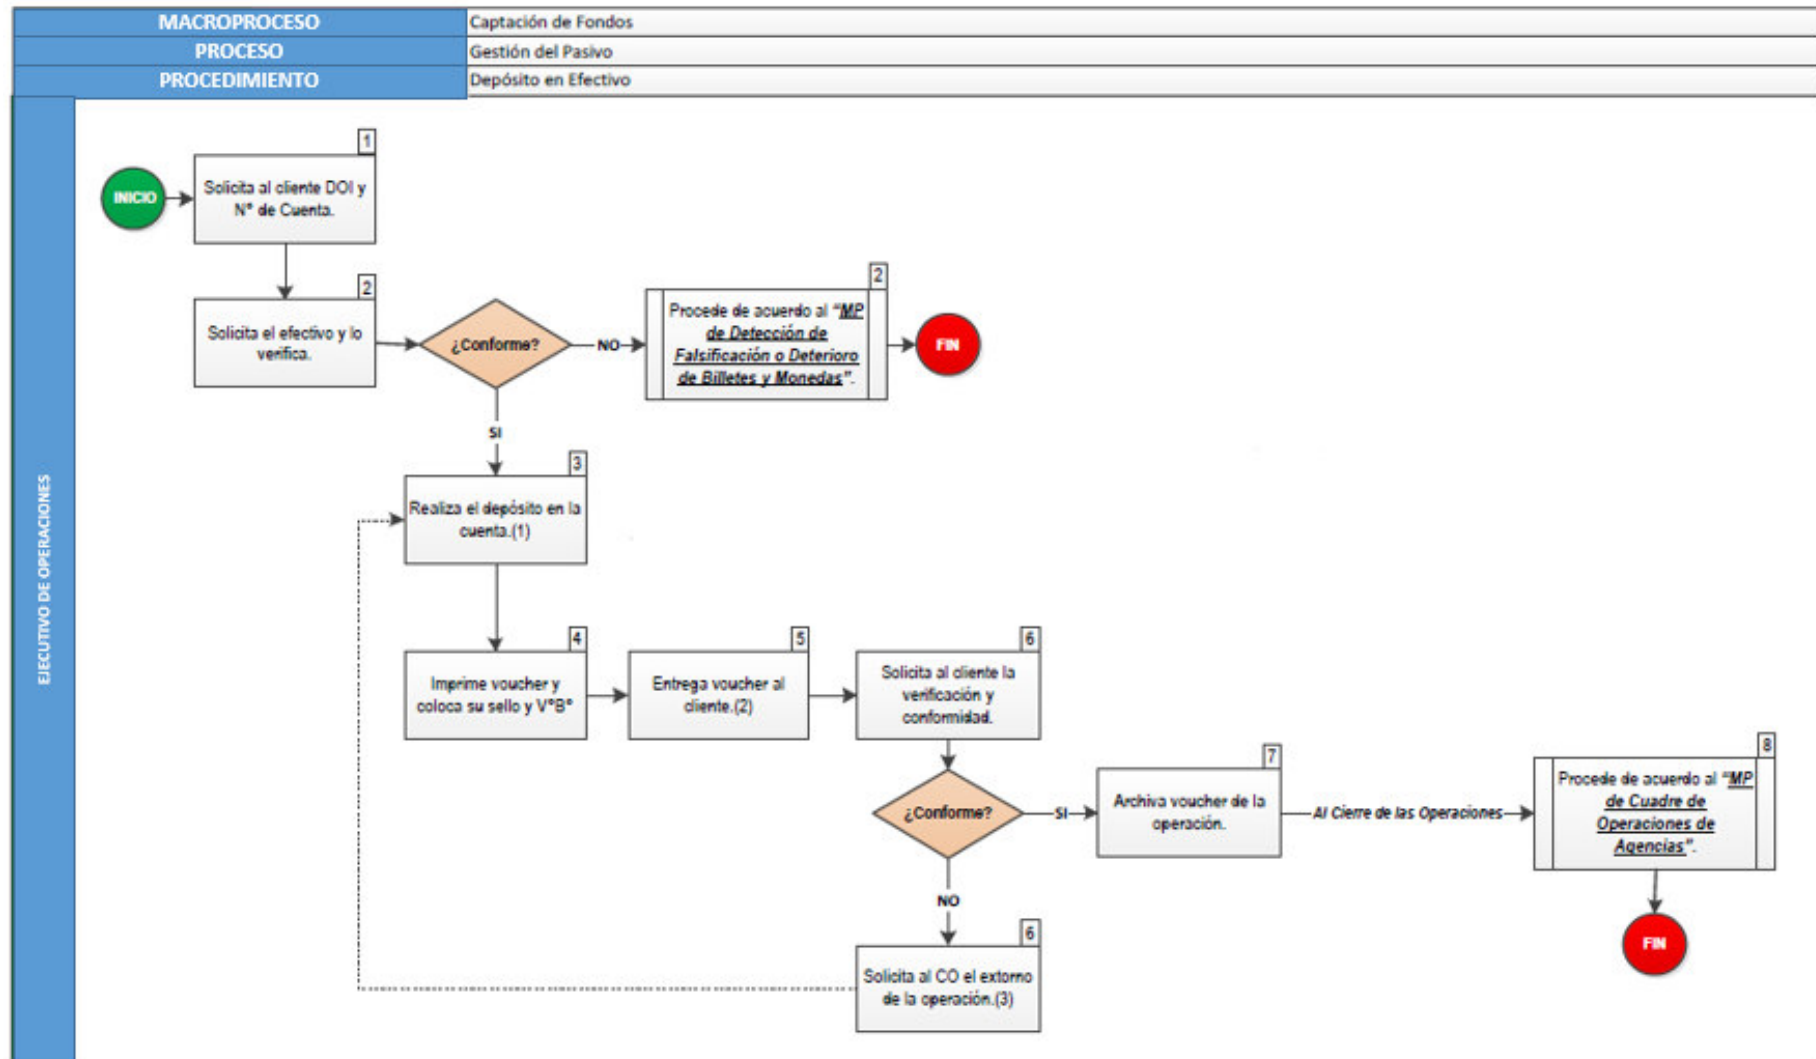 MACROPROCESO Captación de Fondos
PROCESO Gestión del Pasivo
PROCEDIMIENTO Depósito en Efectivo
EJECUTIVO DE OPERACIONES
INICIO
1
Solicita al cliente DOI y
N° de Cuenta.
2
Solicita el efectivo y lo
verifica.
¿Conforme?
NO
2
Procede de acuerdo al "MP
de Detección de
Falsificación o Deterioro
de Billetes y Monedas".
FIN
SI
3
Realiza el depósito en la
cuenta.(1)
4
Imprime voucher y
coloca su sello y V°B°
5
Entrega voucher al
cliente.(2)
6
Solicita al cliente la
verificación y
conformidad.
¿Conforme?
SI
7
Archiva voucher de la
operación.
Al Cierre de las Operaciones
8
Procede de acuerdo al "MP
de Cuadre de
Operaciones de
Agencias".
FIN
NO
6
Solicita al CO el extorno
de la operación.(3)